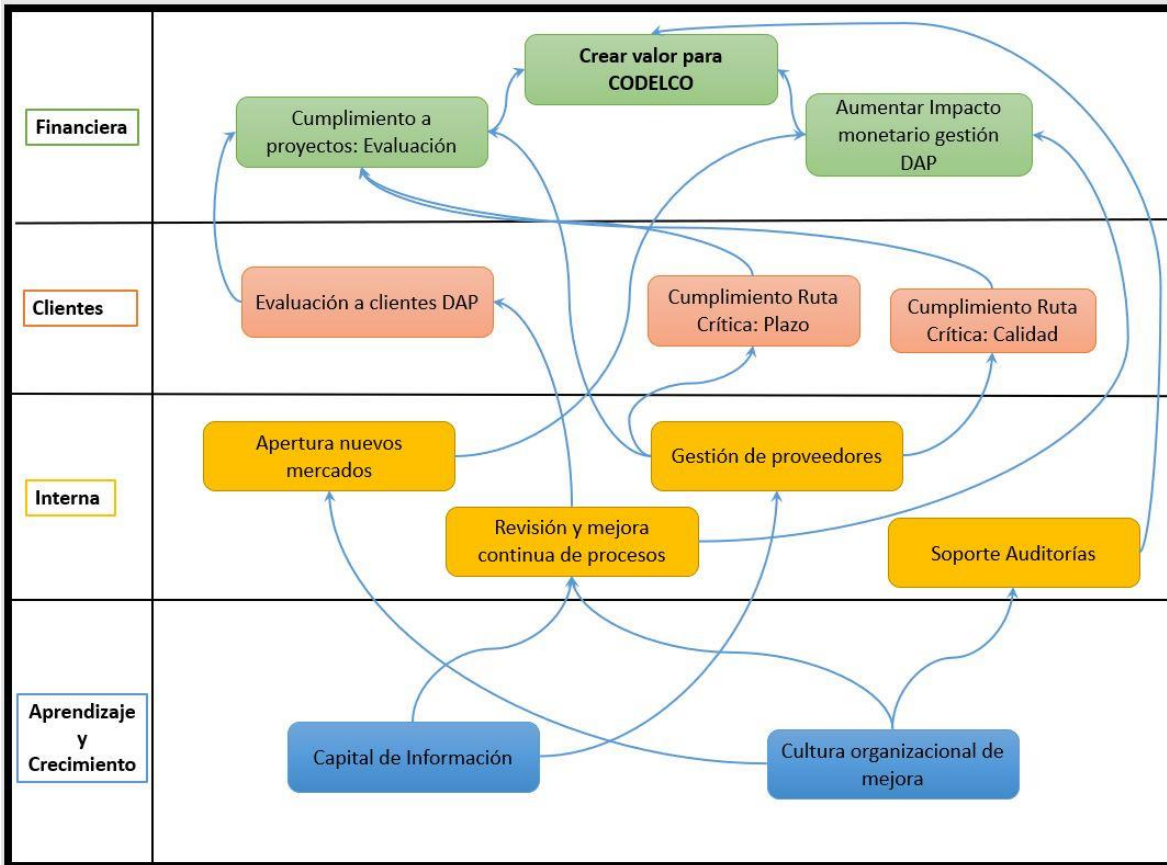 Crear valor para
CODELCO
Financiera
Cumplimiento a
proyectos: Evaluación
Aumentar Impacto
monetario gestión
DAP
Clientes
Evaluación a clientes DAP
Cumplimiento Ruta
Crítica: Plazo
Cumplimiento Ruta
Crítica: Calidad
Interna
Apertura nuevos
mercados
Gestión de proveedores
Revisión y mejora
continua de procesos
Soporte Auditorías
Aprendizaje
y
Crecimiento
Capital de Información
Cultura organizacional de
mejora